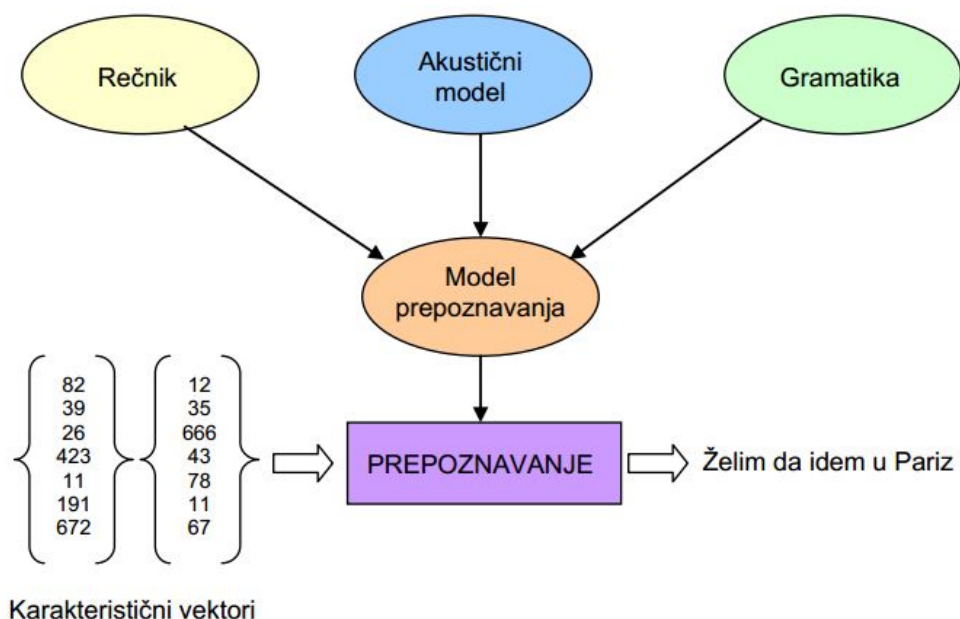 Rečnik
Akustični
model
Gramatika
Model
prepoznavanja
82
39
26
423
11
191
672
12
35
666
43
78
11
67
PREPOZNAVANJE
Želim da idem u Pariz
Karakteristični vektori